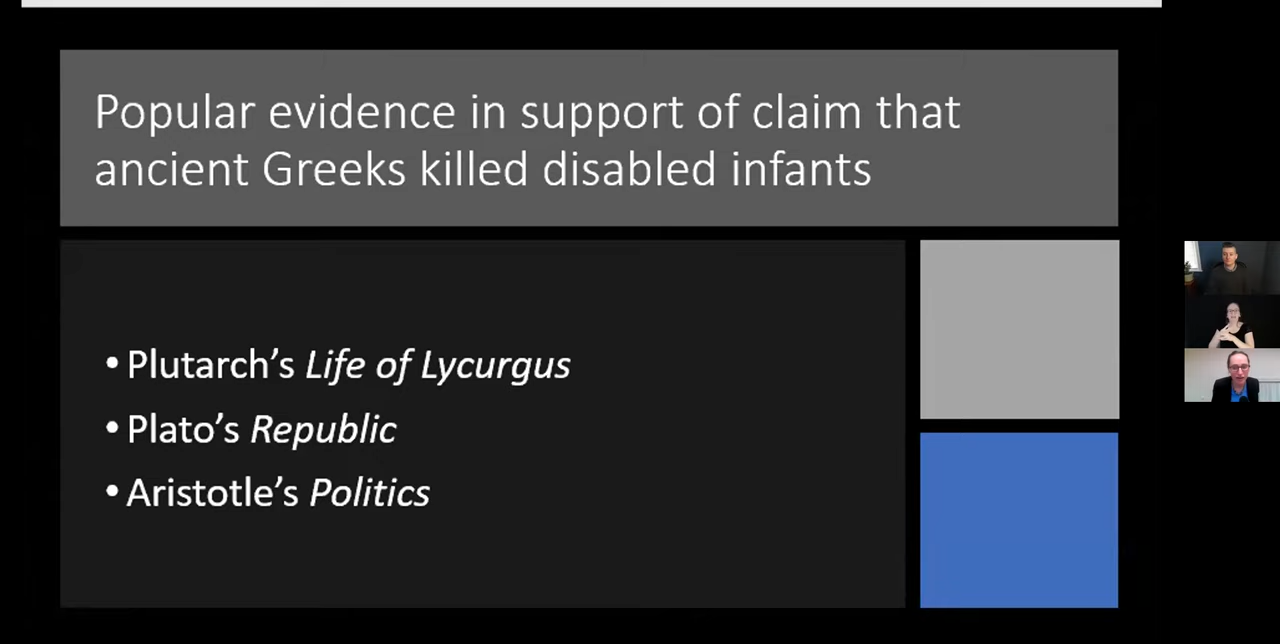 Popular evidence in support of claim that
ancient Greeks killed disabled infants
• Plutarch’s Life of Lycurgus
• Plato’s Republic
• Aristotle’s Politics